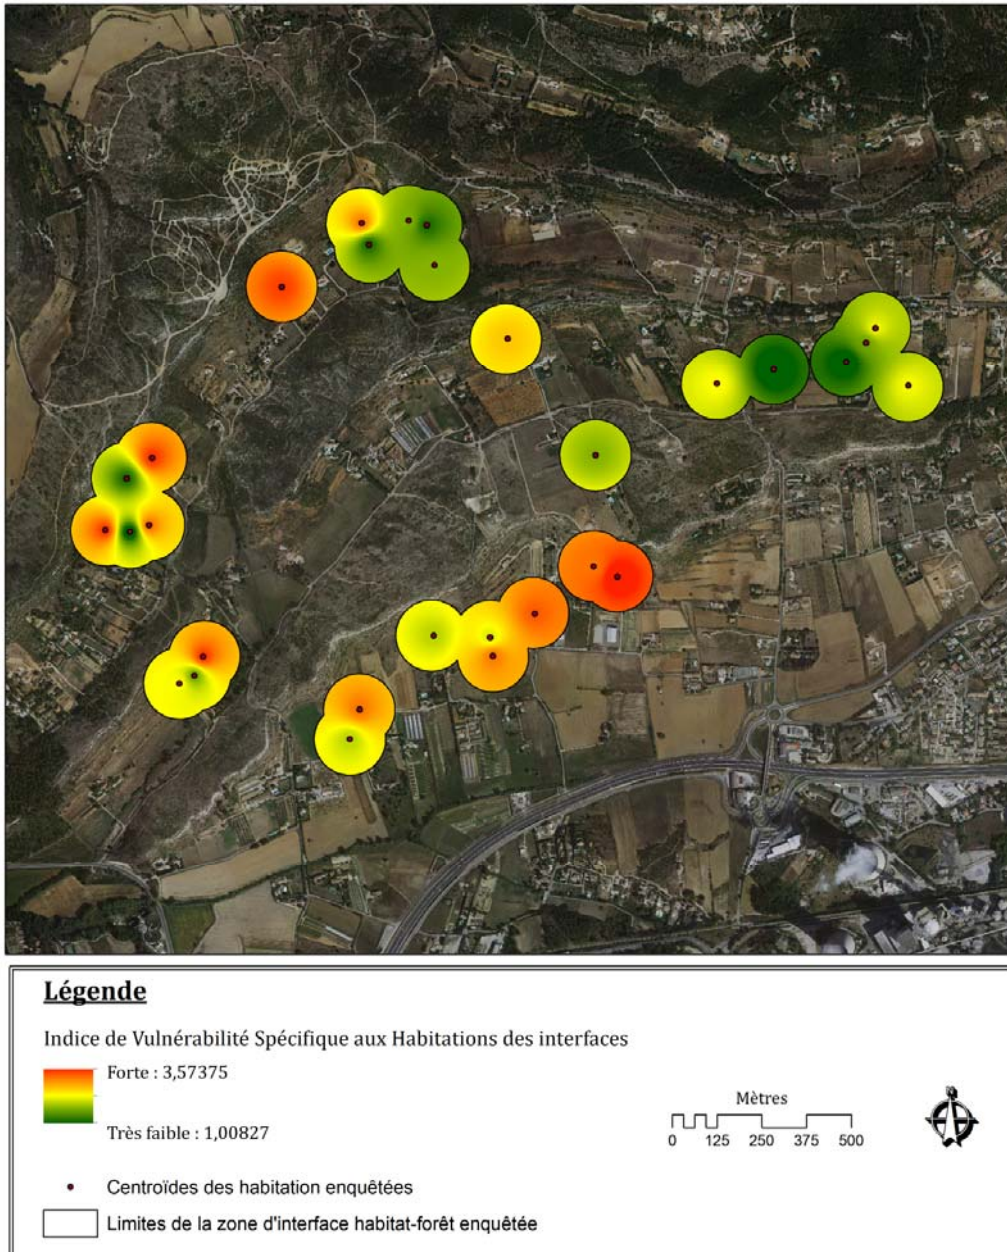 Légende
Indice de Vulnérabilité Spécifique aux Habitations des interfaces
Forte : 3,57375
Très faible : 1,00827
Mètres
0 125 250 375 500
Centroïdes des habitation enquêtées
Limites de la zone d'interface habitat-forêt enquêtée